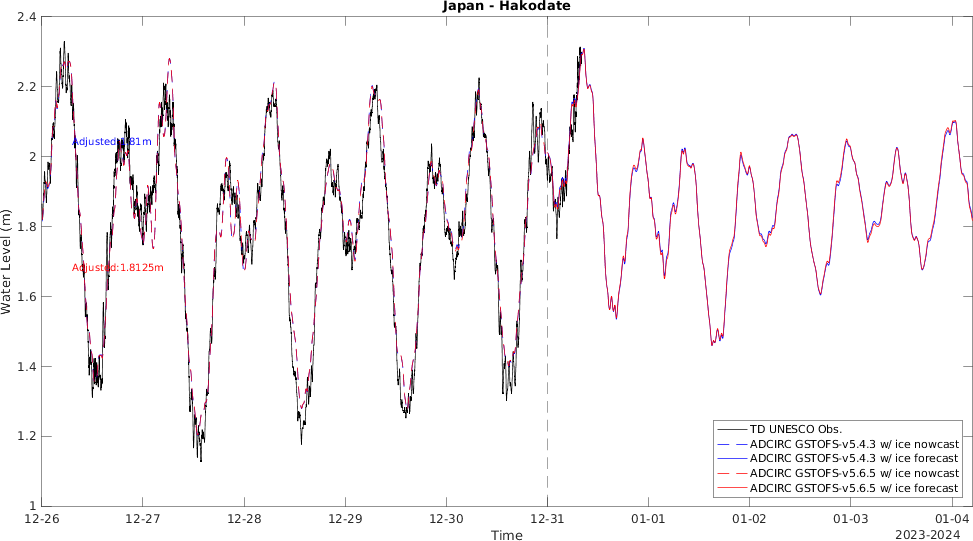 Japan - Hakodate
2.4
2.2
2
1.8
1.6
1.4
1.2
1
Water Level (m)
Adjusted:1.81m
Adjusted:1.8125m
TD UNESCO Obs.
ADCIRC GSTOFS-v5.4.3 w/ ice nowcast
ADCIRC GSTOFS-v5.4.3 w/ ice forecast
ADCIRC GSTOFS-v5.6.5 w/ ice nowcast
ADCIRC GSTOFS-v5.6.5 w/ ice forecast
12-26 12-27 12-28 12-29 12-30 12-31 01-01 01-02 01-03 01-04
Time
2023-2024